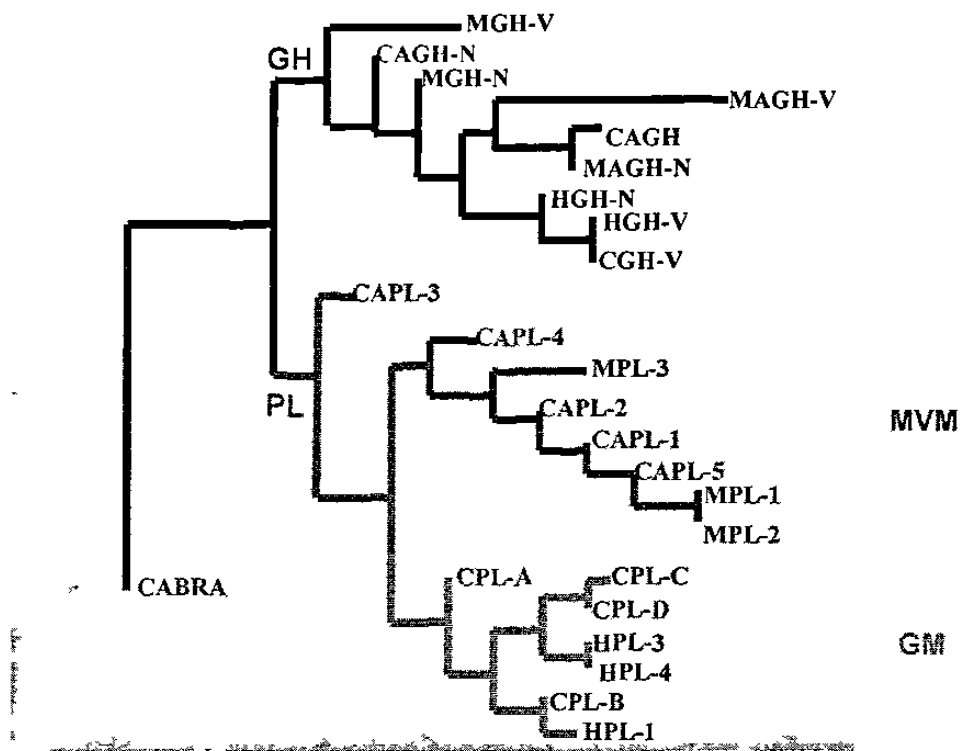 MGH-V
GH
CAGH-N
MGH-N
MAGH-V
CAGH
MAGH-N
HGH-N
HGH-V
CGH-V
CAPL-3
CAPL-4
MPL-3
PL
CAPL-2
MVM
CAPL-1
CAPL-5
MPL-1
MPL-2
CPL-A
CPL-C
CABRA
CPL-D
HPL-3
GM
HPL-4
CPL-B
HPL-1